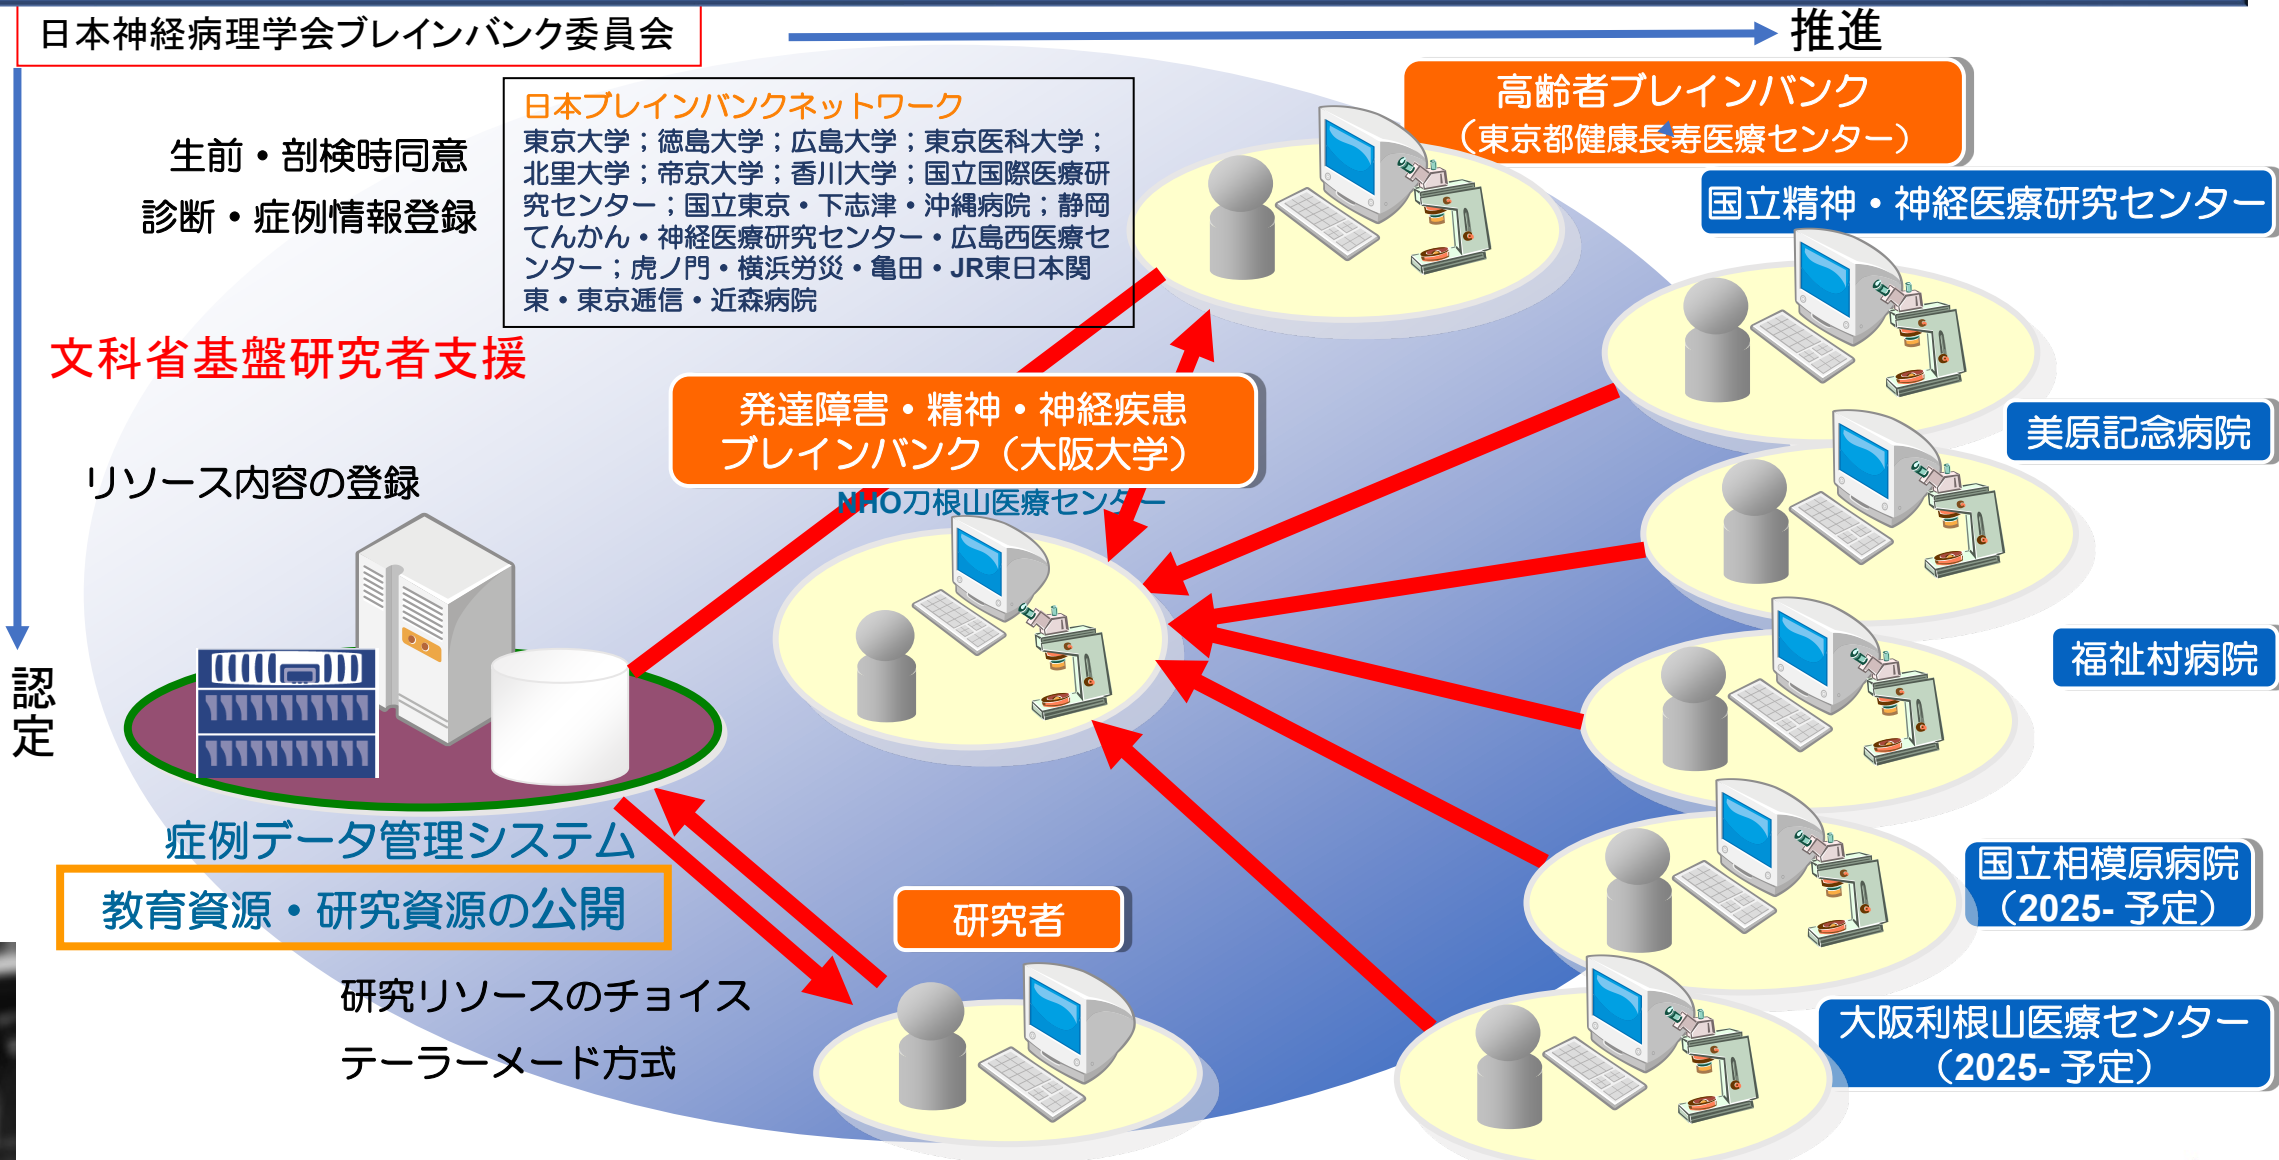 日本神経病理学会ブレインバンク委員会
推進
日本ブレインバンクネットワーク
東京大学；徳島大学；広島大学；東京医科大学；
北里大学；帝京大学；香川大学；国立国際医療研
究センター；国立東京・下志津・沖縄病院；静岡
てんかん・神経医療研究センター・広島西医療セ
ンター；虎ノ門・横浜労災・亀田・JR東日本関
東・東京逓信・近森病院
高齢者ブレインバンク
（東京都健康長寿医療センター）
生前・剖検時同意
診断・症例情報登録
国立精神・神経医療研究センター
文科省基盤研究者支援
発達障害・精神・神経疾患
ブレインバンク（大阪大学）
NHO刀根山医療センター
美原記念病院
リソース内容の登録
福祉村病院
認定
症例データ管理システム
教育資源・研究資源の公開
国立相模原病院
（2025- 予定）
研究者
研究リソースのチョイス
テーラーメード方式
大阪利根山医療センター
（2025- 予定）